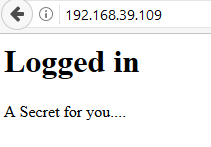 192.168.39.109
Logged in
A Secret for you....